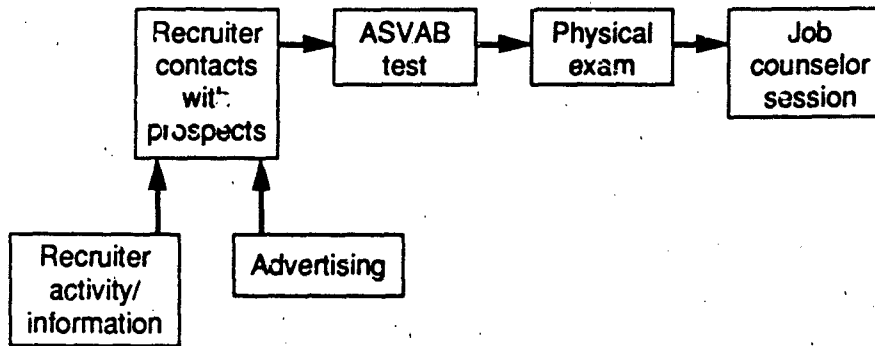 Recruiter
contacts
with
prospects
ASVAB
test
Physical
exam
Job
counselor
session
Recruiter
activity/
information
Advertising